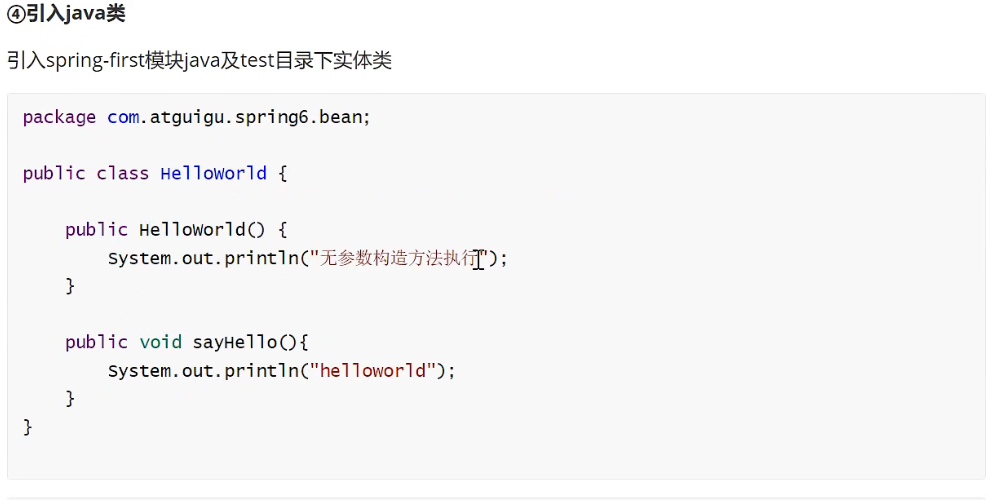 ④引入java类
引入spring-first模块java及test目录下实体类
package com.atguigu.spring6.bean;
public class HelloWorld {
public HelloWorld() {
System.out.println("无参数构造方法执行");
}
public void sayHello(){
System.out.println("helloworld");
}
}